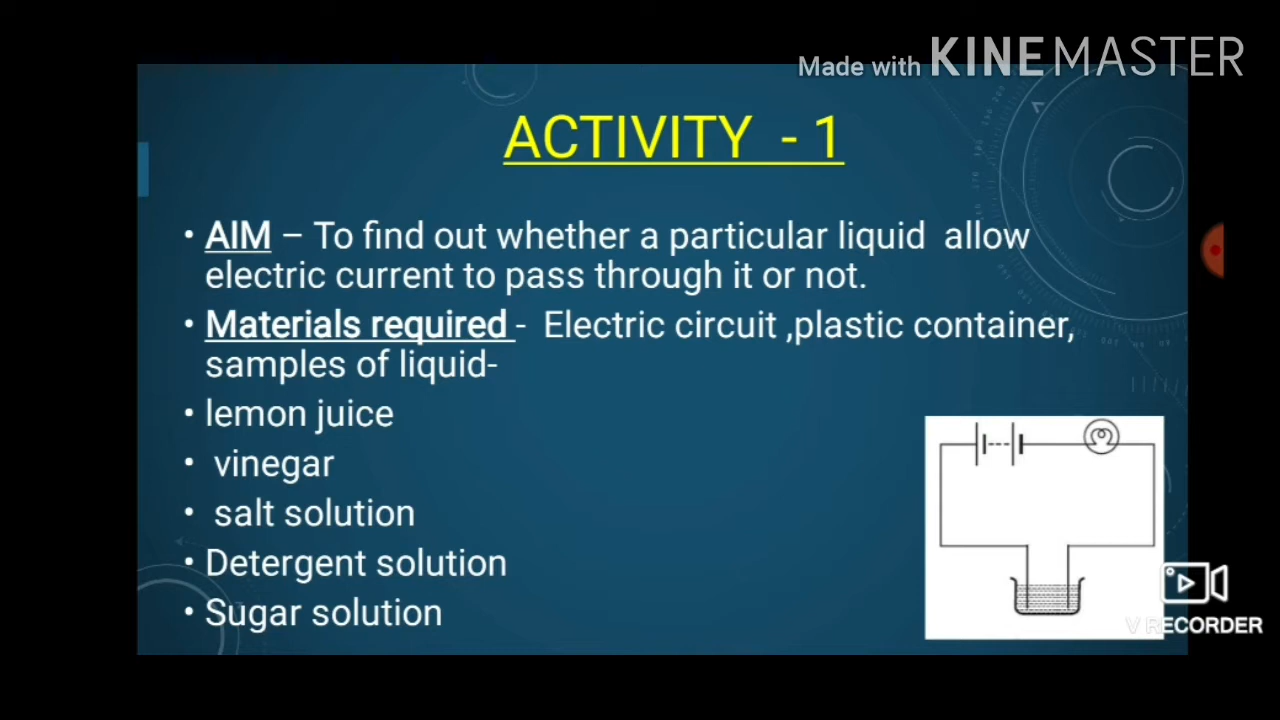 Made with KINEMASTER
ACTIVITY - 1
• AIM – To find out whether a particular liquid allow
electric current to pass through it or not.
• Materials required - Electric circuit ,plastic container,
samples of liquid-
• lemon juice
• vinegar
• salt solution
• Detergent solution
• Sugar solution
V RECORDER